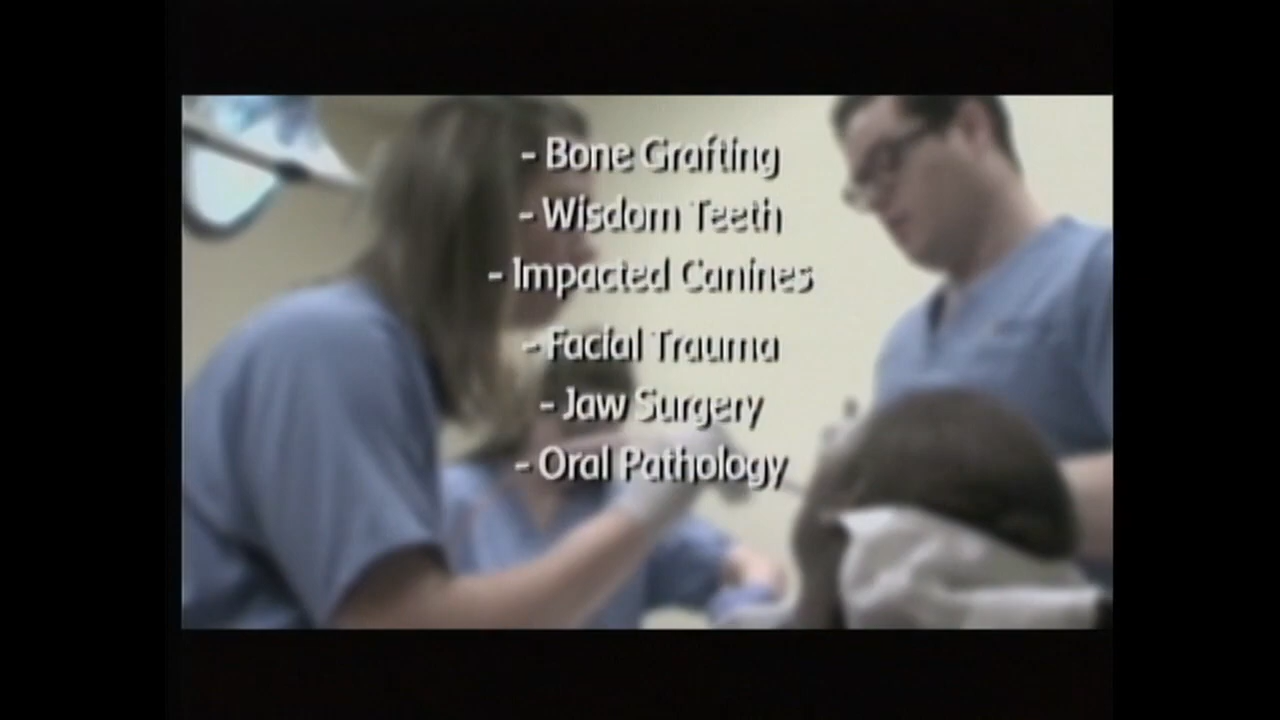 - Bone Grafting
- Wisdom Teeth
- Impacted Canines
- Facial Trauma
- Jaw Surgery
- Oral Pathology